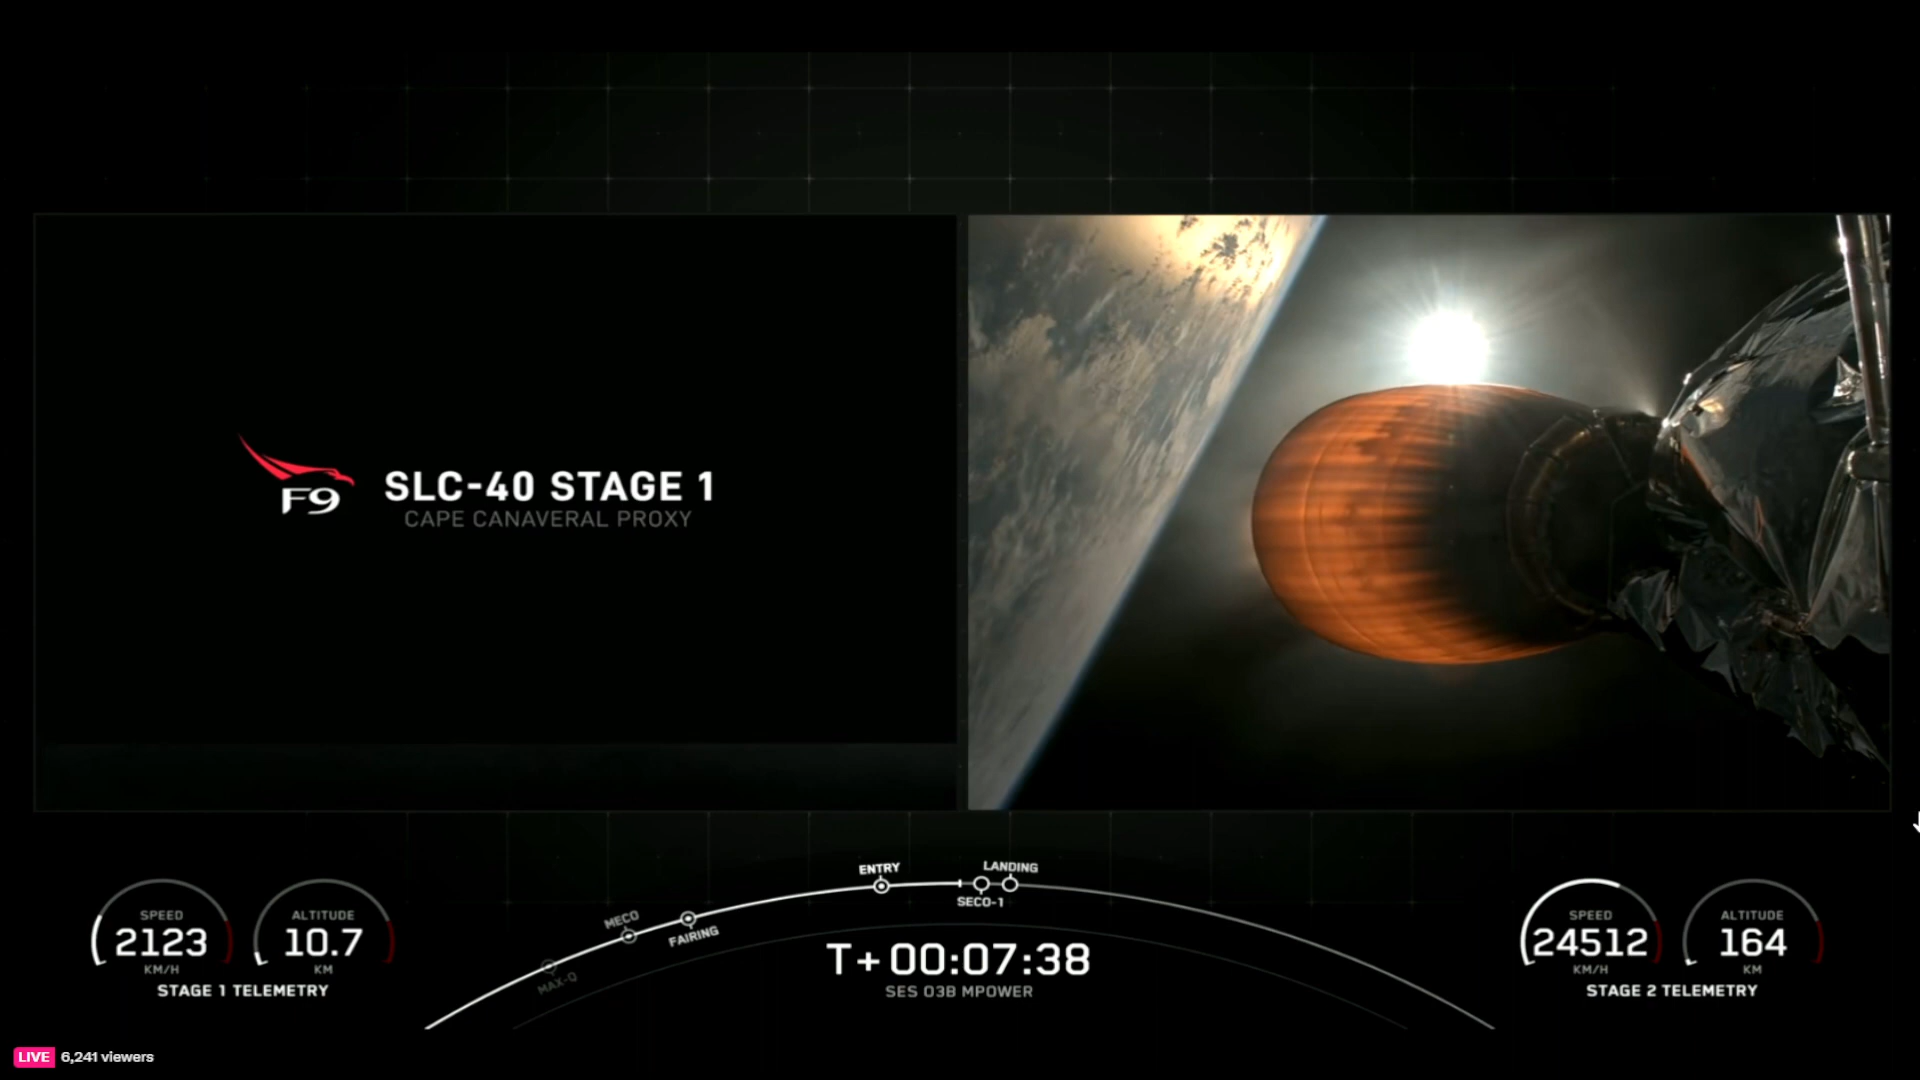 F9
SLC-40 STAGE 1
CAPE CANAVERAL PROXY
ENTRY
LANDING
SECO-1
MECO
FAIRING
MAX-Q
SPEED
2123
KM/H
ALTITUDE
10.7
KM
STAGE 1 TELEMETRY
T+00:07:38
SES O3B MPOWER
SPEED
24512
KM/H
ALTITUDE
164
KM
STAGE 2 TELEMETRY
LIVE 6,241 viewers